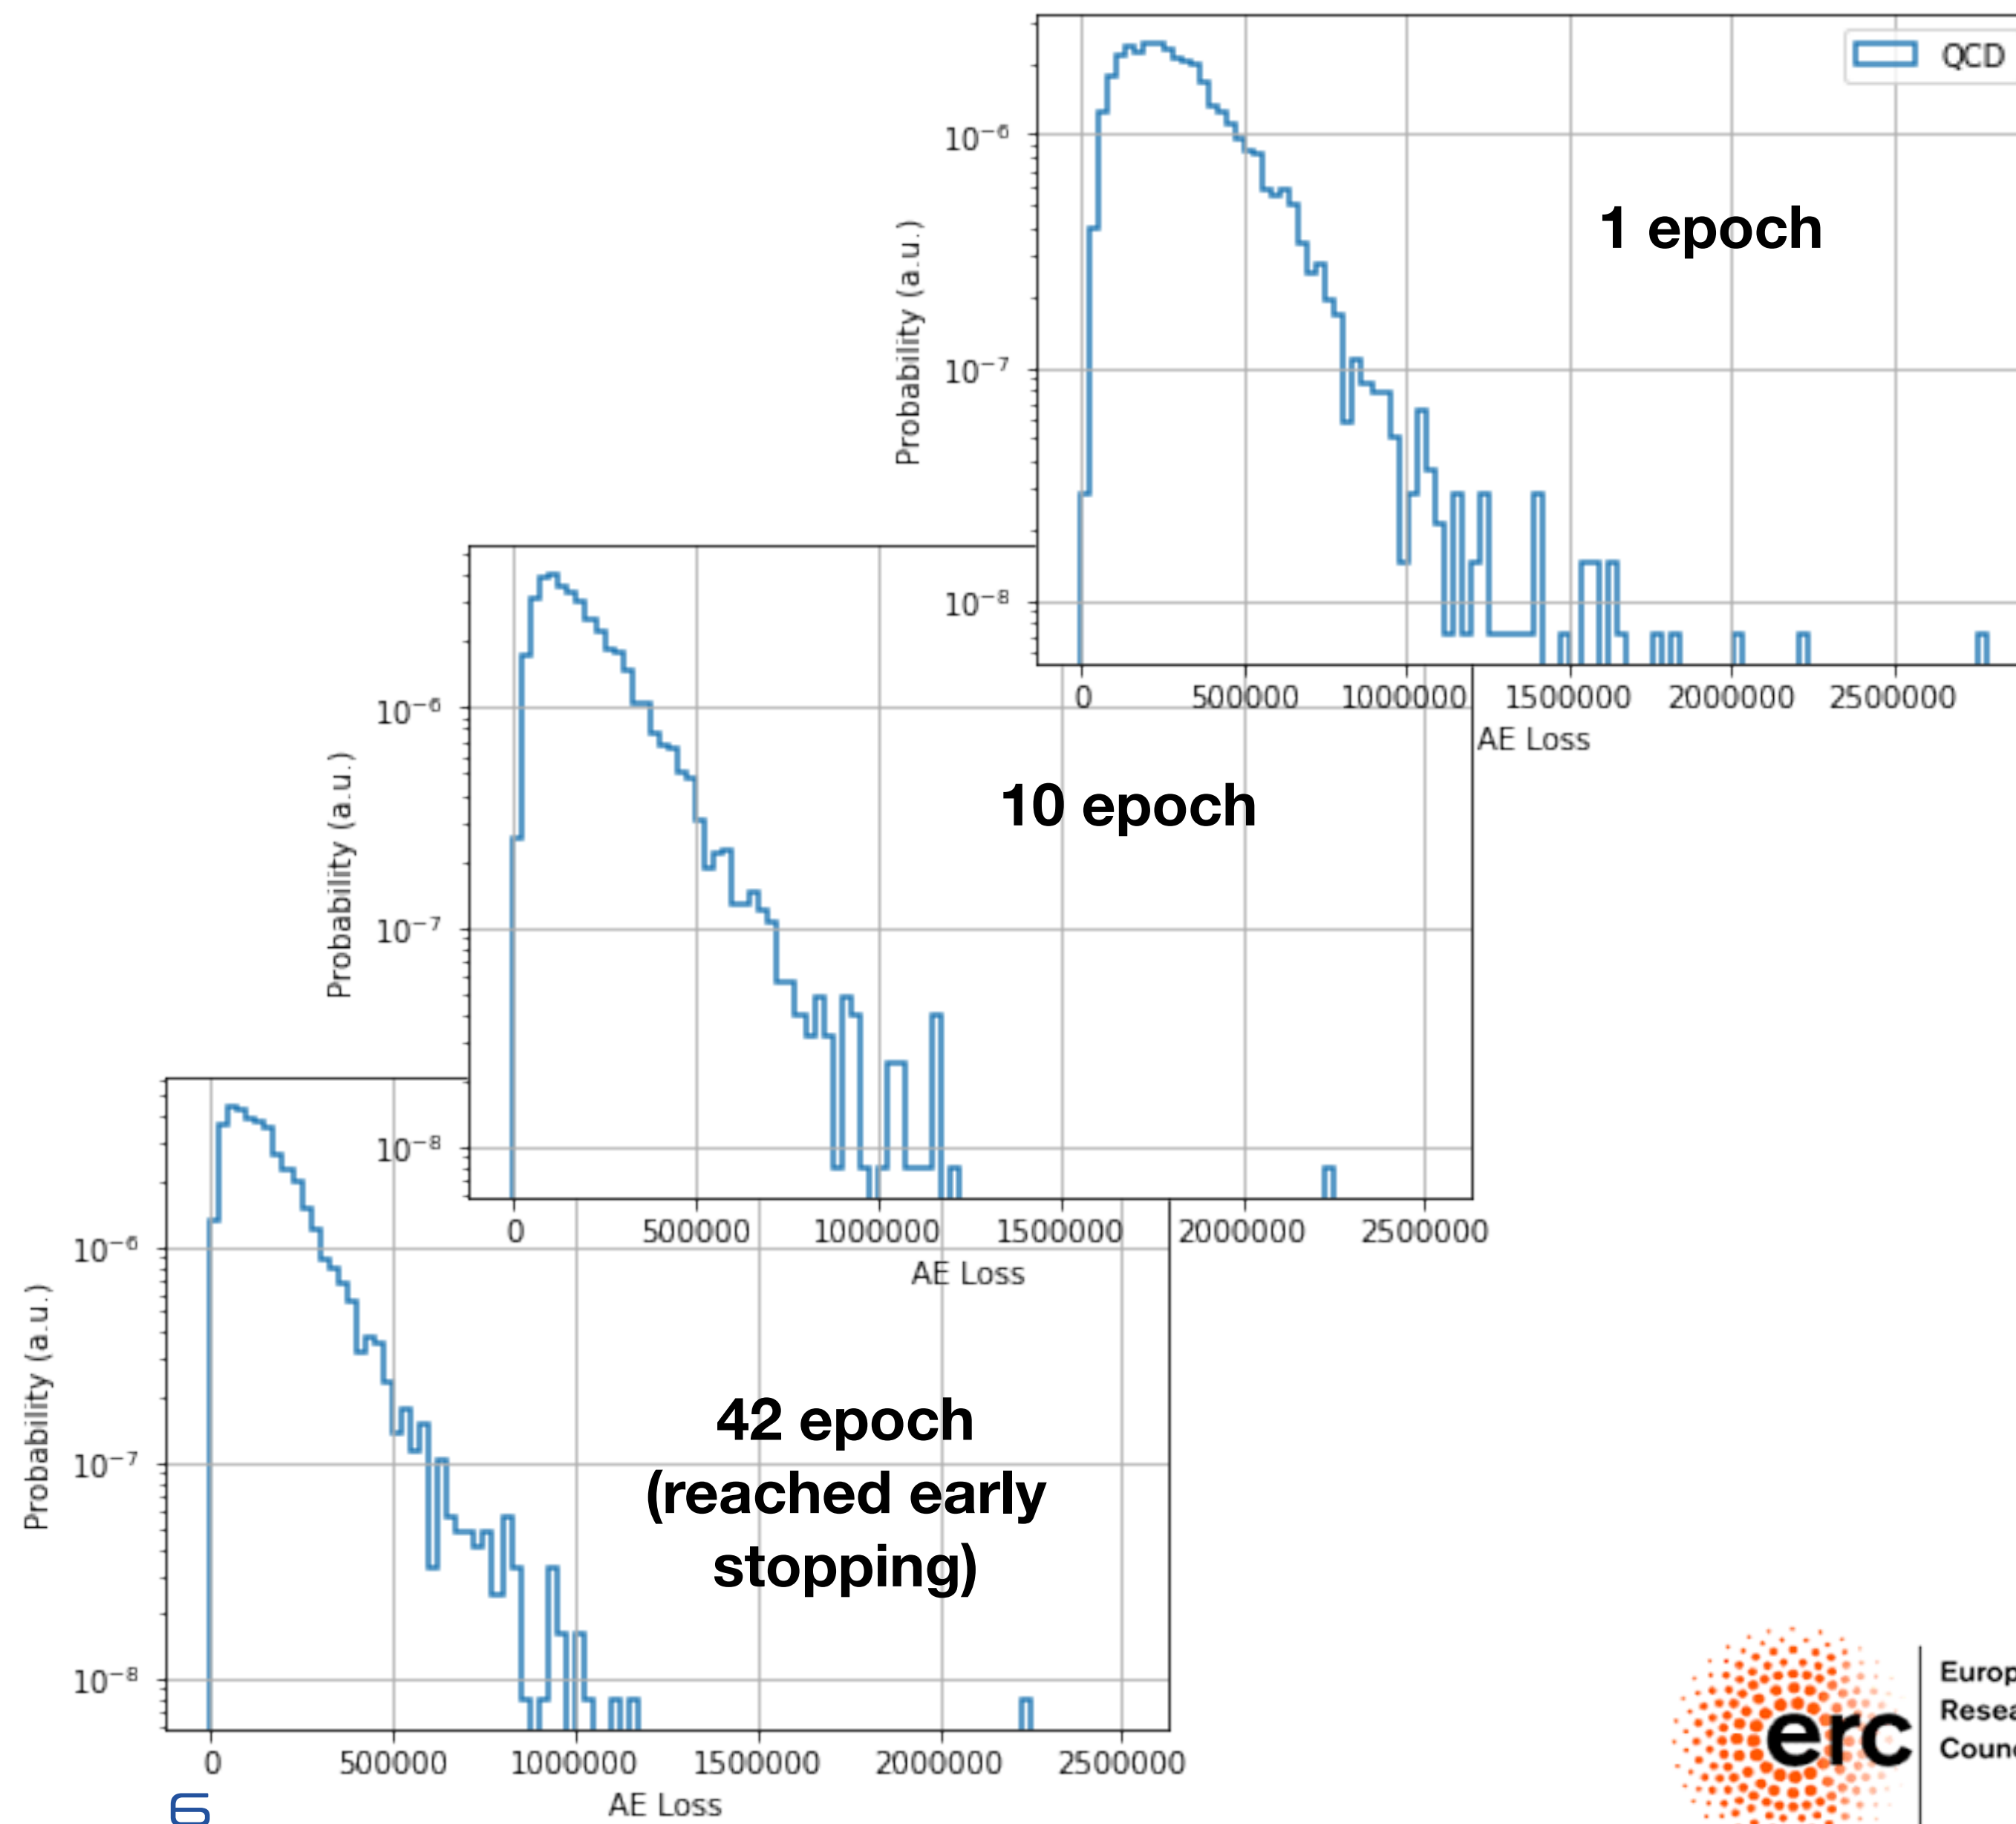 QCD
1 epoch
Probability (a.u.)
10⁻⁶
10⁻⁷
10⁻⁸
0 500000 1000000 1500000 2000000 2500000
AE Loss
10 epoch
Probability (a.u.)
10⁻⁶
10⁻⁷
10⁻⁸
0 500000 1000000 1500000 2000000 2500000
AE Loss
42 epoch
(reached early
stopping)
Probability (a.u.)
10⁻⁶
10⁻⁷
10⁻⁸
0 500000 1000000 1500000 2000000 2500000
AE Loss
erc